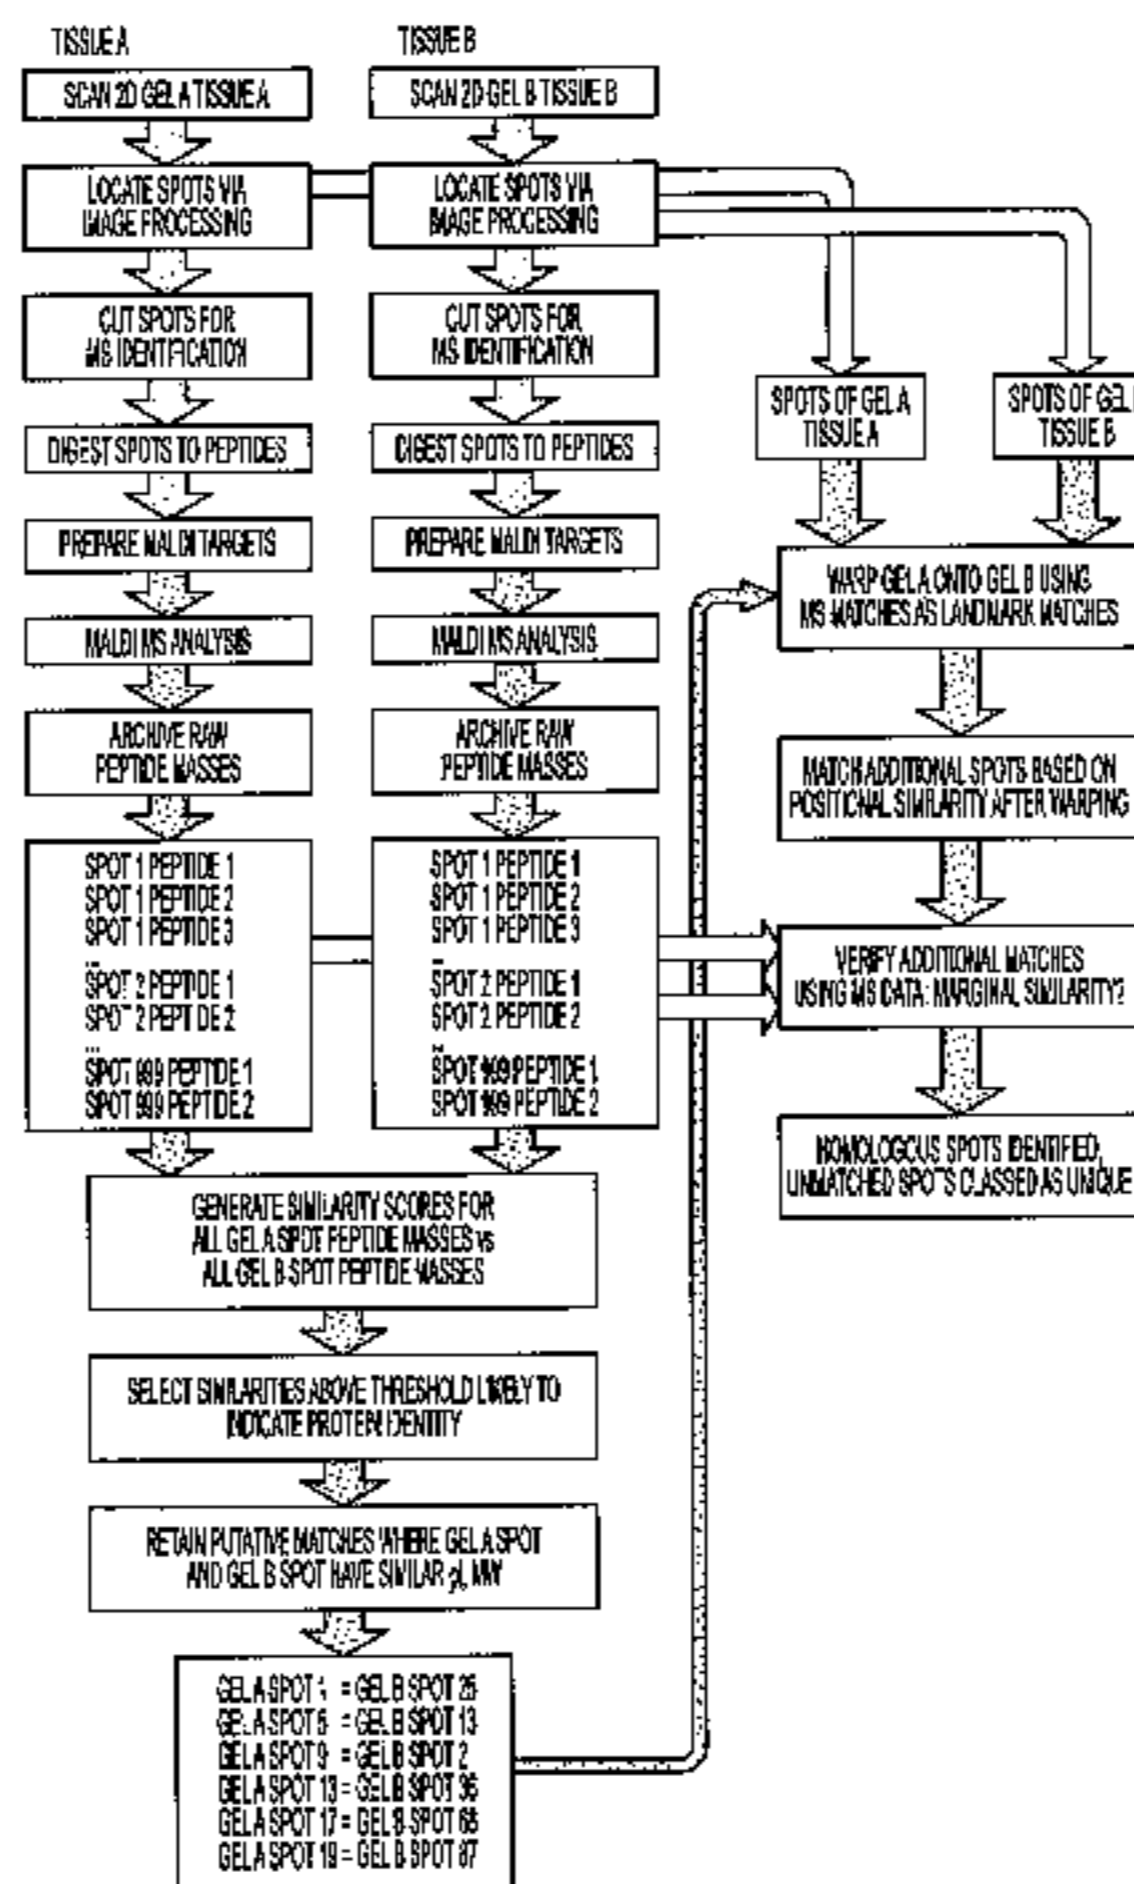 TISSUE A
SCAN 2D GEL A TISSUE A
LOCATE SPOTS VIA
IMAGE PROCESSING
CUT SPOTS FOR
MS IDENTIFICATION
DIGEST SPOTS TO PEPTIDES
PREPARE MALDI TARGETS
MALDI MS ANALYSIS
ARCHIVE RAW
PEPTIDE MASSES
SPOT 1 PEPTIDE 1
SPOT 1 PEPTIDE 2
SPOT 1 PEPTIDE 3
...
SPOT 2 PEPTIDE 1
SPOT 2 PEPTIDE 2
...
SPOT 999 PEPTIDE 1
SPOT 999 PEPTIDE 2
TISSUE B
SCAN 2D GEL B TISSUE B
LOCATE SPOTS VIA
IMAGE PROCESSING
CUT SPOTS FOR
MS IDENTIFICATION
DIGEST SPOTS TO PEPTIDES
PREPARE MALDI TARGETS
MALDI MS ANALYSIS
ARCHIVE RAW
PEPTIDE MASSES
SPOT 1 PEPTIDE 1
SPOT 1 PEPTIDE 2
SPOT 1 PEPTIDE 3
...
SPOT 2 PEPTIDE 1
SPOT 2 PEPTIDE 2
...
SPOT 999 PEPTIDE 1
SPOT 999 PEPTIDE 2
GENERATE SIMILARITY SCORES FOR
ALL GEL A SPOT PEPTIDE MASSES vs
ALL GEL B SPOT PEPTIDE MASSES
SELECT SIMILARITIES ABOVE THRESHOLD LIKELY TO
INDICATE PROTEIN IDENTITY
RETAIN PUTATIVE MATCHES WHERE GEL A SPOT
AND GEL B SPOT HAVE SIMILAR pI, MW
GEL A SPOT 1 = GEL B SPOT 25
GEL A SPOT = GEL B SPOT 13
GEL A SPOT 9 = GEL B SPOT 2
GEL A SPOT 13 = GEL B SPOT
GEL A SPOT 17 = GEL B SPOT
GEL A SPOT 19 = GEL B SPOT 87
SPOTS OF GEL A
TISSUE A
SPOTS OF GEL
TISSUE B
WARP GEL A ONTO GEL B USING
MS MATCHES AS LANDMARK MATCHES
MATCH ADDITIONAL SPOTS BASED ON
POSITIONAL SIMILARITY AFTER WARPING
VERIFY ADDITIONAL MATCHES
USING MS DATA: MARGINAL SIMILARITY?
HOMOLOGOUS SPOTS IDENTIFIED,
UNMATCHED SPOTS CLASSED AS UNIQUE